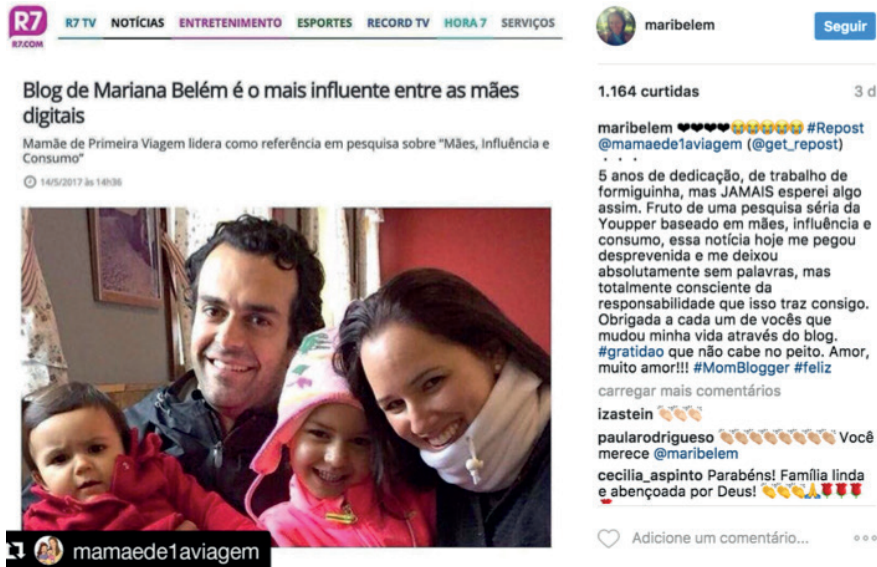 R7
R7.COM
R7 TV NOTÍCIAS ENTRETENIMENTO ESPORTES RECORD TV HORA 7 SERVIÇOS
Blog de Mariana Belém é o mais influente entre as mães
digitais
Mamãe de Primeira Viagem lidera como referência em pesquisa sobre "Mães, Influência e
Consumo"
14/5/2017 às 14h36
mamaede1aviagem
maribelem
Seguir
1.164 curtidas 3 d
maribelem ❤❤❤❤😭😭😭😭😭 #Repost
@mamaede1aviagem (@get_repost)
・・・
5 anos de dedicação, de trabalho de
formiguinha, mas JAMAIS esperei algo
assim. Fruto de uma pesquisa séria da
Youpper baseado em mães, influência e
consumo, essa notícia hoje me pegou
desprevenida e me deixou
absolutamente sem palavras, mas
totalmente consciente da
responsabilidade que isso traz consigo.
Obrigada a cada um de vocês que
mudou minha vida através do blog.
#gratidao que não cabe no peito. Amor,
muito amor!!! #MomBlogger #feliz
carregar mais comentários
izastein 👏🏻👏🏻👏🏻
paularodrigueso 👏🏻👏🏻👏🏻👏🏻👏🏻👏🏻👏🏻👏🏻👏🏻 Você
merece @maribelem
cecilia_aspinto Parabéns! Família linda
e abençoada por Deus! 👏👏👏🙏🌹🌹🌹
Adicione um comentário...